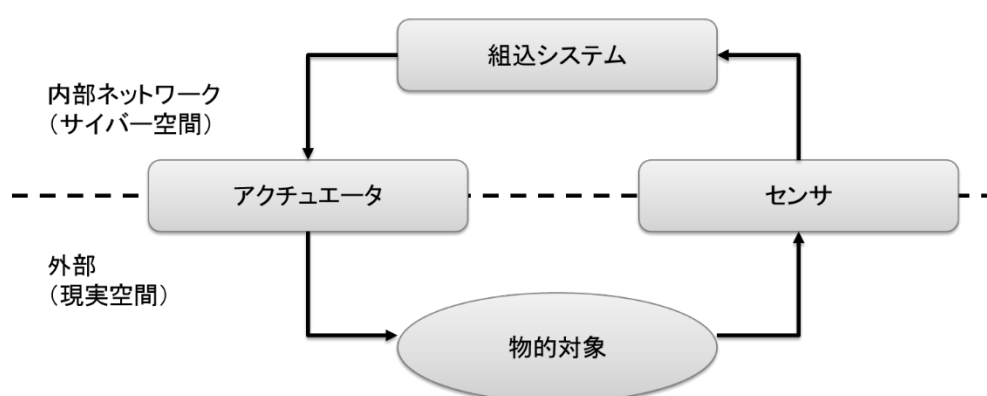 組込システム
内部ネットワーク
（サイバー空間）
アクチュエータ
センサ
外部
（現実空間）
物的対象